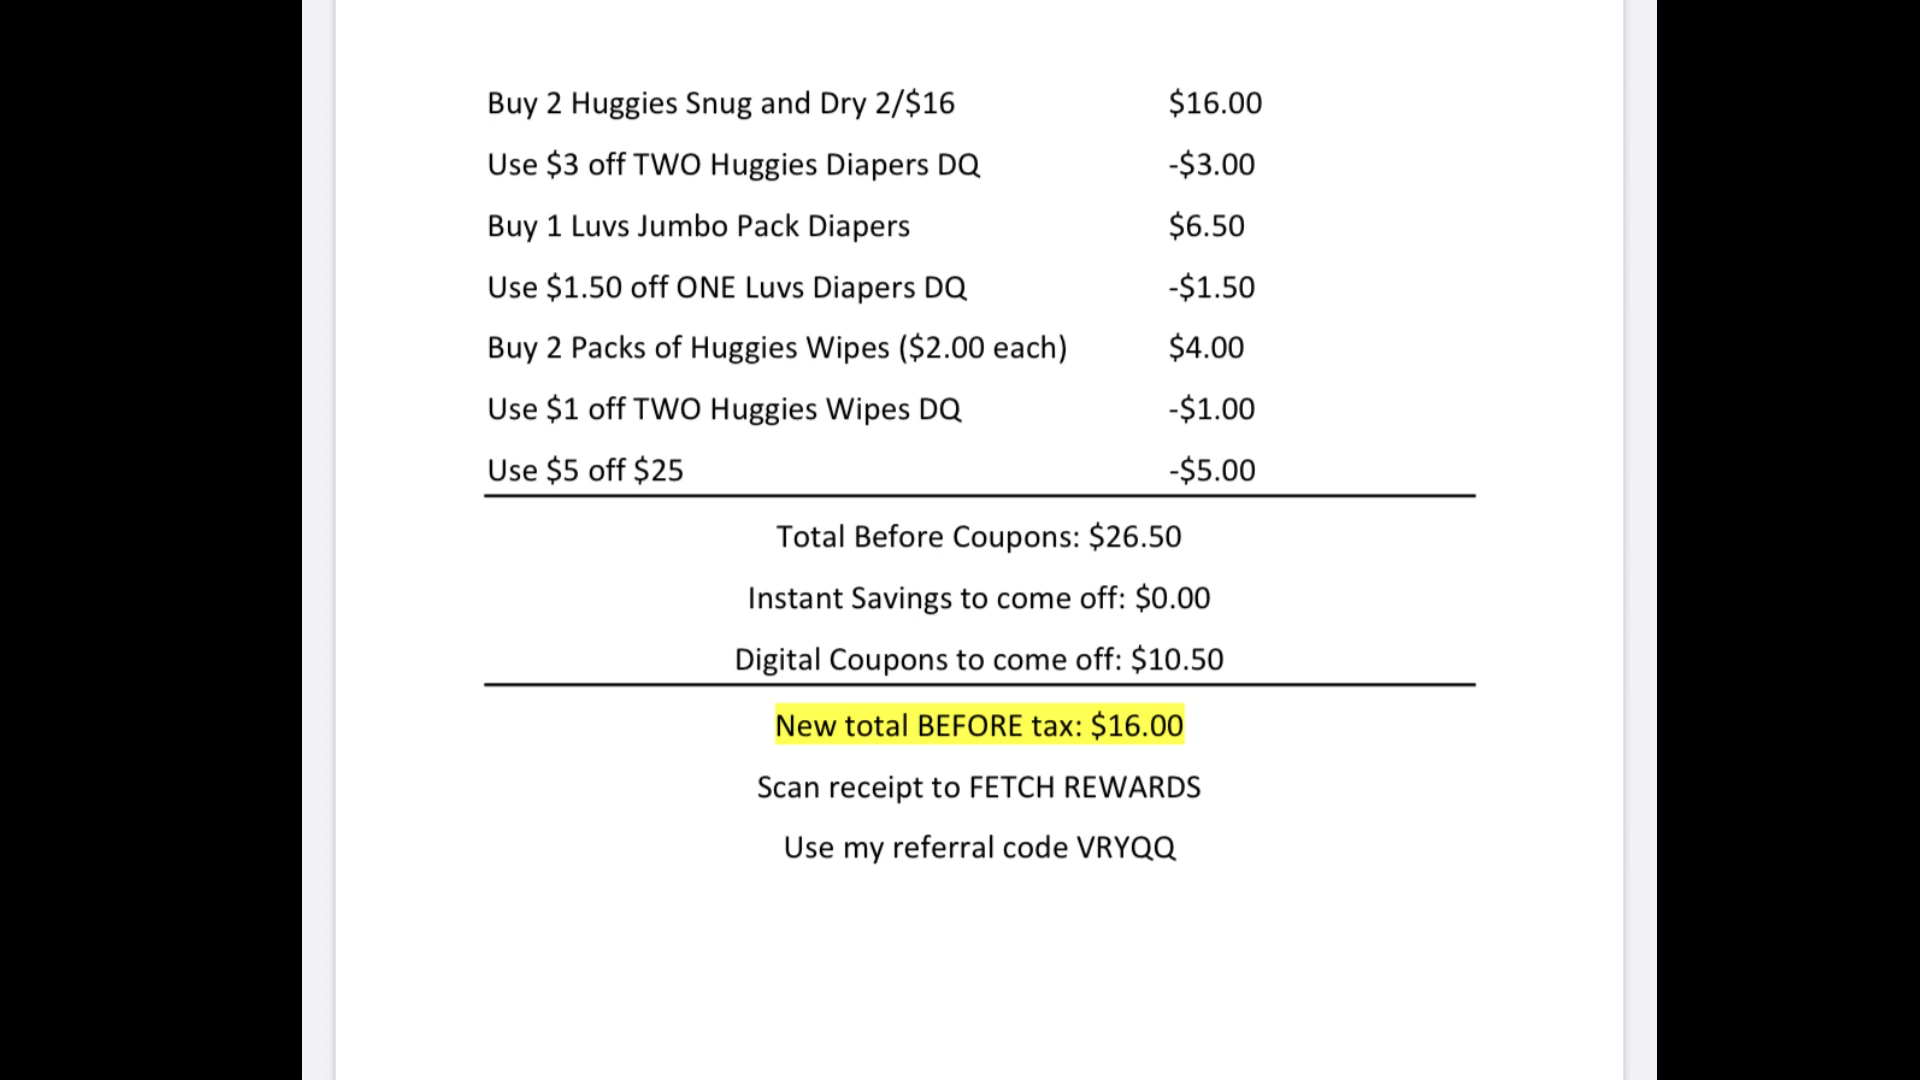 Buy 2 Huggies Snug and Dry 2/$16 $16.00
Use $3 off TWO Huggies Diapers DQ -$3.00
Buy 1 Luvs Jumbo Pack Diapers $6.50
Use $1.50 off ONE Luvs Diapers DQ -$1.50
Buy 2 Packs of Huggies Wipes ($2.00 each) $4.00
Use $1 off TWO Huggies Wipes DQ -$1.00
Use $5 off $25 -$5.00
Total Before Coupons: $26.50
Instant Savings to come off: $0.00
Digital Coupons to come off: $10.50
New total BEFORE tax: $16.00
Scan receipt to FETCH REWARDS
Use my referral code VRYQQ